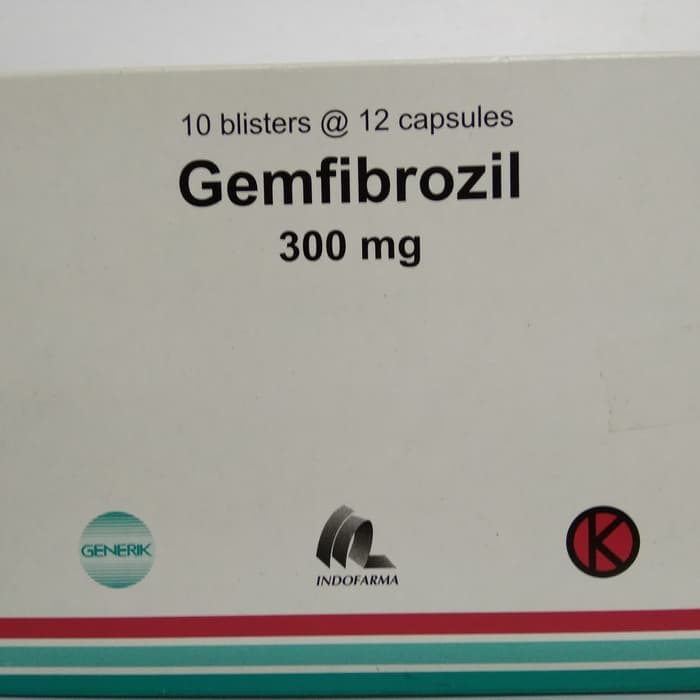 10 blisters @ 12 capsules
Gemfibrozil
300 mg
GENERIK
INDOFARMA
K